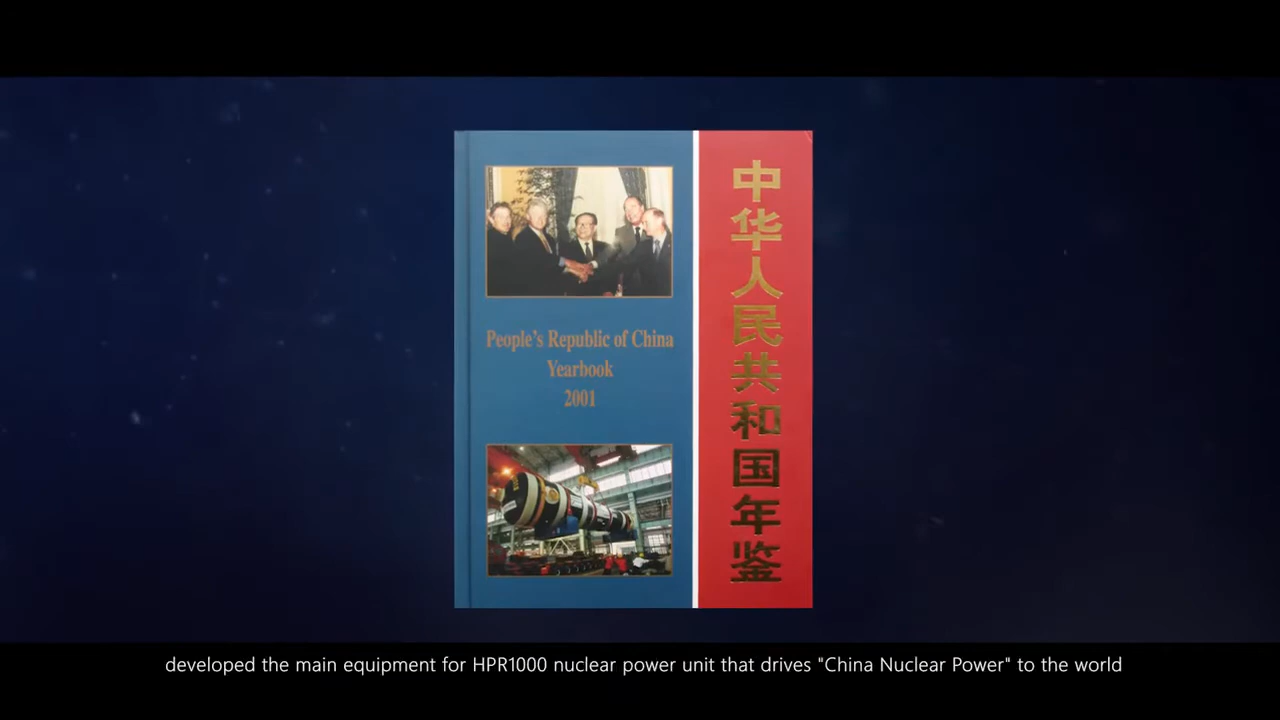 People's Republic of China
Yearbook
2001
中华人民共和国年鉴
developed the main equipment for HPR1000 nuclear power unit that drives "China Nuclear Power" to the world